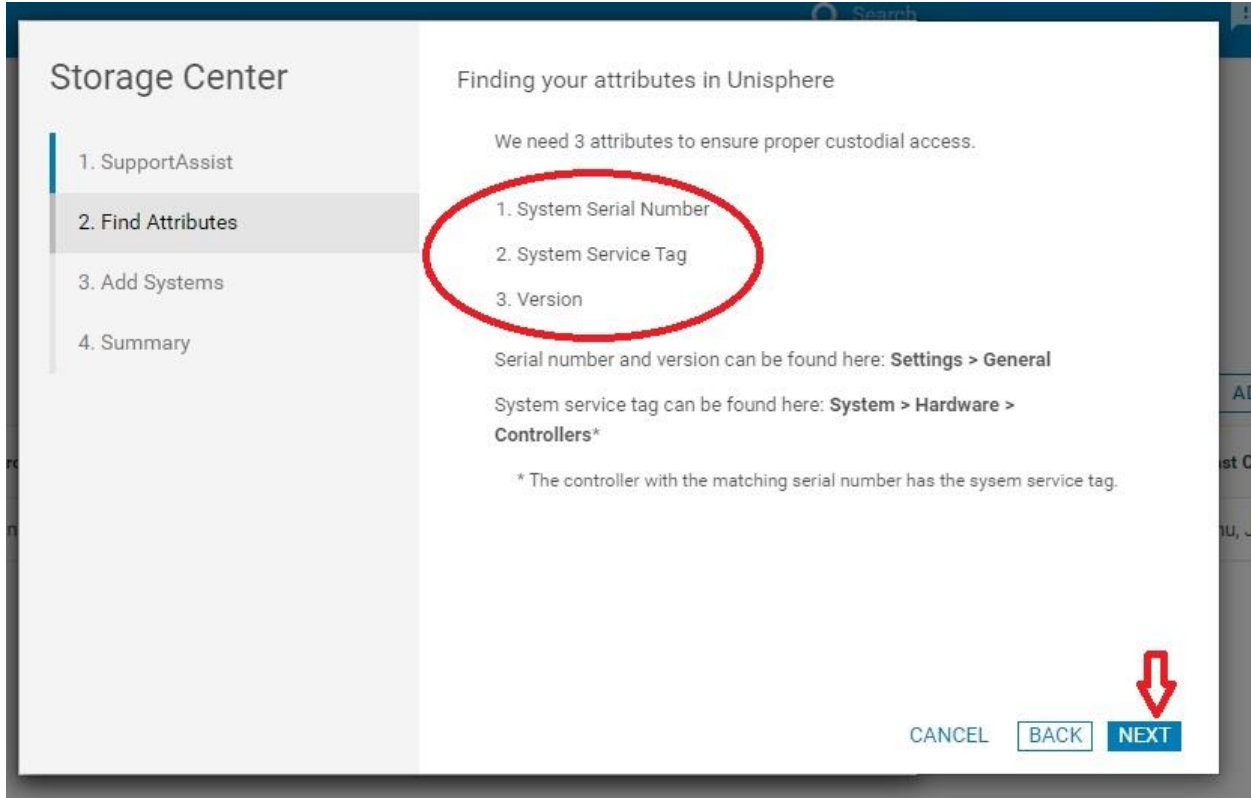 Search
Storage Center
1. SupportAssist
2. Find Attributes
3. Add Systems
4. Summary
Finding your attributes in Unisphere
We need 3 attributes to ensure proper custodial access.
1. System Serial Number
2. System Service Tag
3. Version
Serial number and version can be found here: Settings > General
System service tag can be found here: System > Hardware >
Controllers*
* The controller with the matching serial number has the sysem service tag.
CANCEL
BACK
NEXT